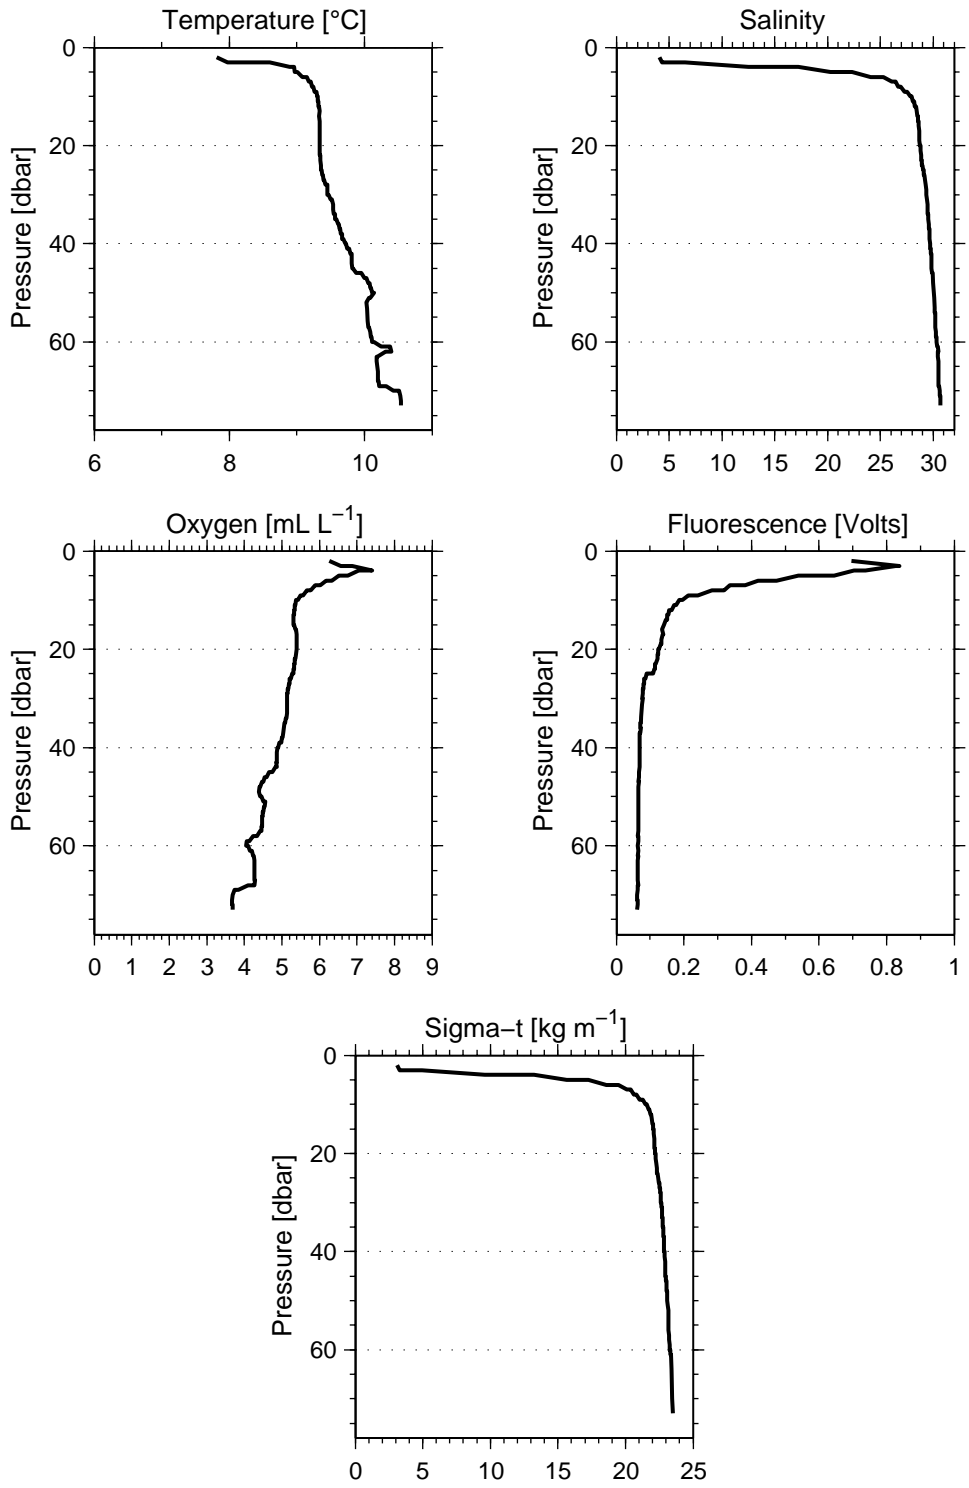 Temperature [°C]
0
20
40
60
Pressure [dbar]
6 8 10
Salinity
0
20
40
60
Pressure [dbar]
0 5 10 15 20 25 30
Oxygen [mL L−1]
0
20
40
60
Pressure [dbar]
0 1 2 3 4 5 6 7 8 9
Fluorescence [Volts]
0
20
40
60
Pressure [dbar]
0 0.2 0.4 0.6 0.8 1
Sigma−t [kg m−1]
0
20
40
60
Pressure [dbar]
0 5 10 15 20 25